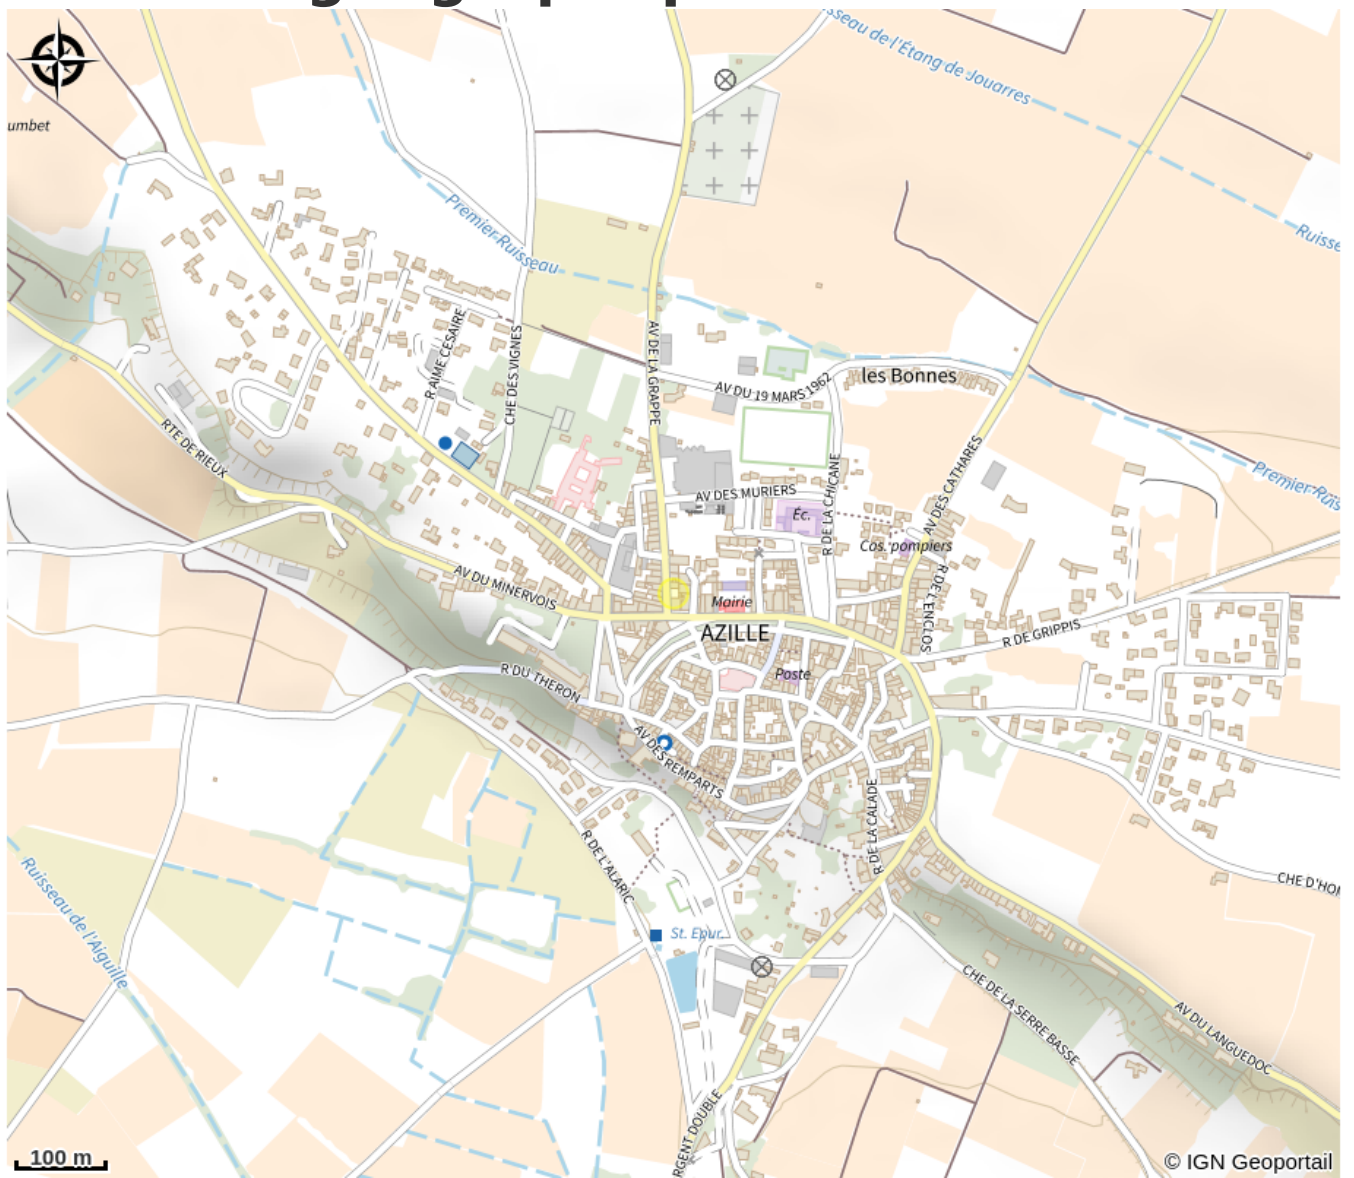 umbet
sseau de l'Étang de Jouarres
Ruisse
Premier Ruisseau
AV DE LA GRAPPE
R AIME CESAIRE
CHE DES VIGNES
AV DU 19 MARS 1962
les Bonnes
RTE DE RIEUX
AV DES MURIERS
R DE LA CHICANE
AV DES CATHARES
Premier Ruis
Éc.
Cos. pompiers
AV DU MINERVOIS
Mairie
R DE L'ENCLOS
AZILLE
R DE GRIPPIS
R DU THERON
Poste
AV DES REMPARTS
R DE LA CALADE
R DE L'ALARIC
Ruisseau de l'Aiguille
CHE D'HO
St. Epur.
CHE DE LA SERRE BASSE
AV DU LANGUEDOC
RGENT DOUBLE
100 m
© IGN Geoportail